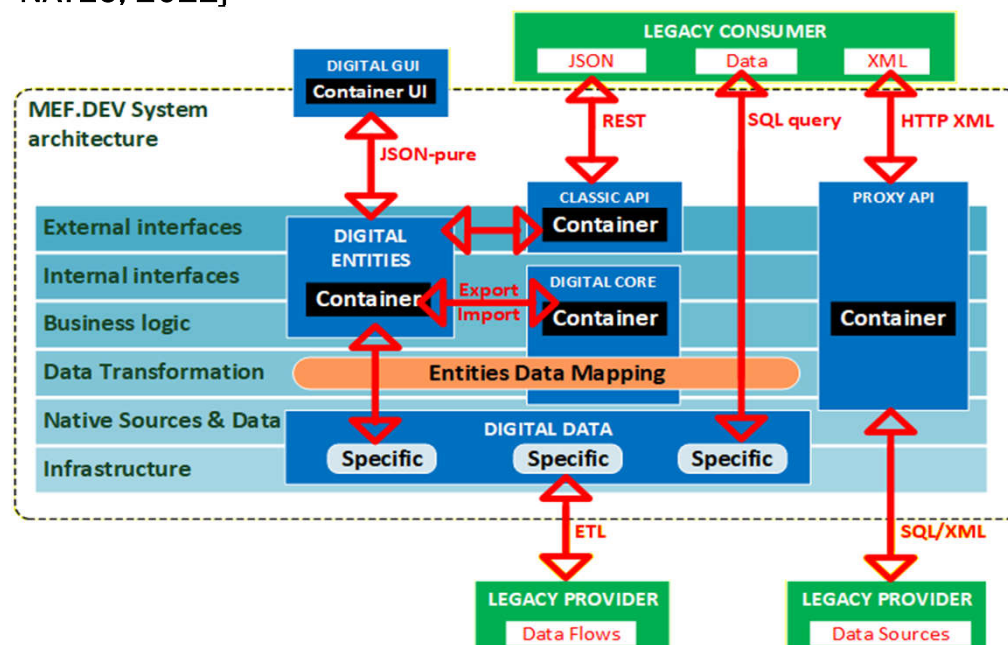 LEGACY CONSUMER
JSON
Data
XML
DIGITAL GUI
Container UI
MEF.DEV System
architecture
REST
SQL query
HTTP XML
JSON-pure
CLASSIC API
Container
PROXY API
Container
External interfaces
Internal interfaces
Business logic
Data Transformation
Native Sources & Data
Infrastructure
DIGITAL
ENTITIES
Container
Export
Import
DIGITAL CORE
Container
Entities Data Mapping
DIGITAL DATA
Specific
Specific
Specific
ETL
SQL/XML
LEGACY PROVIDER
Data Flows
LEGACY PROVIDER
Data Sources